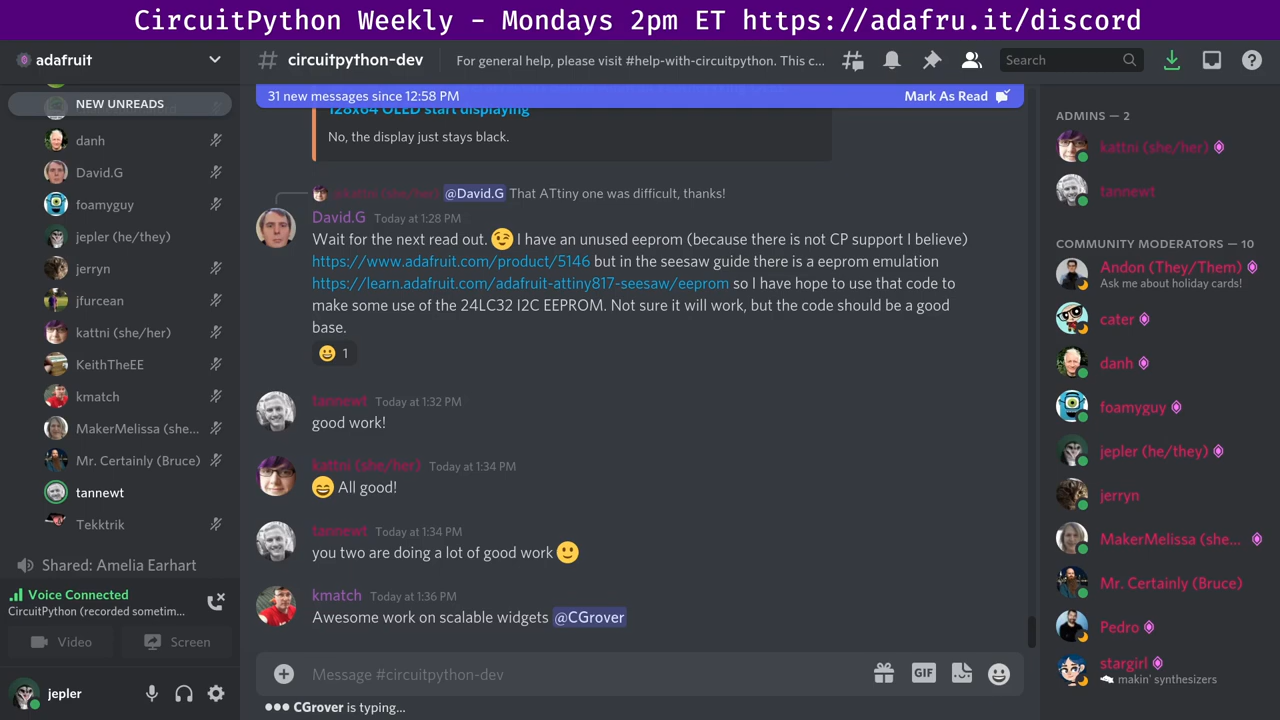 CircuitPython Weekly - Mondays 2pm ET https://adafru.it/discord
adafruit
NEW UNREADS
danh
David.G
foamyguy
jepler (he/they)
jerryn
jfurcean
kattni (she/her)
KeithTheEE
kmatch
MakerMelissa (she...
Mr. Certainly (Bruce)
tannewt
Tekktrik
Shared: Amelia Earhart
Voice Connected
CircuitPython (recorded sometim...
Video
Screen
jepler
# circuitpython-dev
For general help, please visit #help-with-circuitpython. This c...
Search
31 new messages since 12:58 PM
Mark As Read
128x64 OLED start displaying
No, the display just stays black.
kattni (she/her) @David.G That ATtiny one was difficult, thanks!
David.G Today at 1:28 PM
Wait for the next read out. 😉 I have an unused eeprom (because there is not CP support I believe)
https://www.adafruit.com/product/5146 but in the seesaw guide there is a eeprom emulation
https://learn.adafruit.com/adafruit-attiny817-seesaw/eeprom so I have hope to use that code to
make some use of the 24LC32 I2C EEPROM. Not sure it will work, but the code should be a good
base.
😀 1
tannewt Today at 1:32 PM
good work!
kattni (she/her) Today at 1:34 PM
😄 All good!
tannewt Today at 1:34 PM
you two are doing a lot of good work 🙂
kmatch Today at 1:36 PM
Awesome work on scalable widgets @CGrover
Message #circuitpython-dev
GIF
CGrover is typing...
ADMINS — 2
kattni (she/her)
tannewt
COMMUNITY MODERATORS — 10
Andon (They/Them)
Ask me about holiday cards!
cater
danh
foamyguy
jepler (he/they)
jerryn
MakerMelissa (she...
Mr. Certainly (Bruce)
Pedro
stargirl
makin' synthesizers